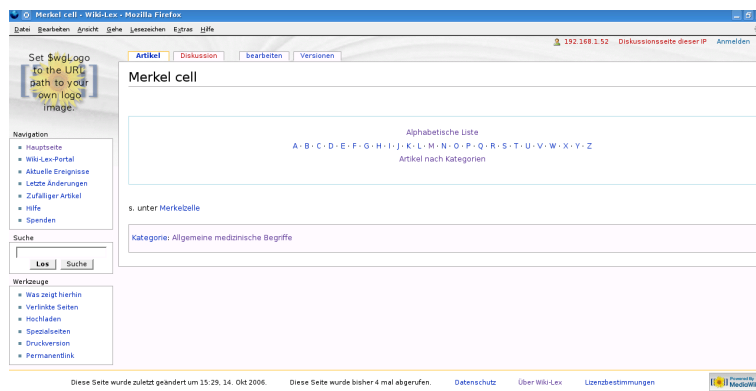 Merkel cell - Wiki-Lex - Mozilla Firefox
Datei Bearbeiten Ansicht Gehe Lesezeichen Extras Hilfe
192.168.1.52 Diskussionsseite dieser IP Anmelden
Set $wgLogo
to the URL
path to your
own logo
image.
Artikel Diskussion bearbeiten Versionen
Merkel cell
Alphabetische Liste
A · B · C · D · E · F · G · H · I · J · K · L · M · N · O · P · Q · R · S · T · U · V · W · X · Y · Z
Artikel nach Kategorien
s. unter Merkelzelle
Kategorie: Allgemeine medizinische Begriffe
Navigation
Hauptseite
Wiki-Lex-Portal
Aktuelle Ereignisse
Letzte Änderungen
Zufälliger Artikel
Hilfe
Spenden
Suche
Los Suche
Werkzeuge
Was zeigt hierhin
Verlinkte Seiten
Hochladen
Spezialseiten
Druckversion
Permanentlink
Diese Seite wurde zuletzt geändert um 15:29, 14. Okt 2006. Diese Seite wurde bisher 4 mal abgerufen. Datenschutz Über Wiki-Lex Lizenzbestimmungen
Powered By
MediaWi